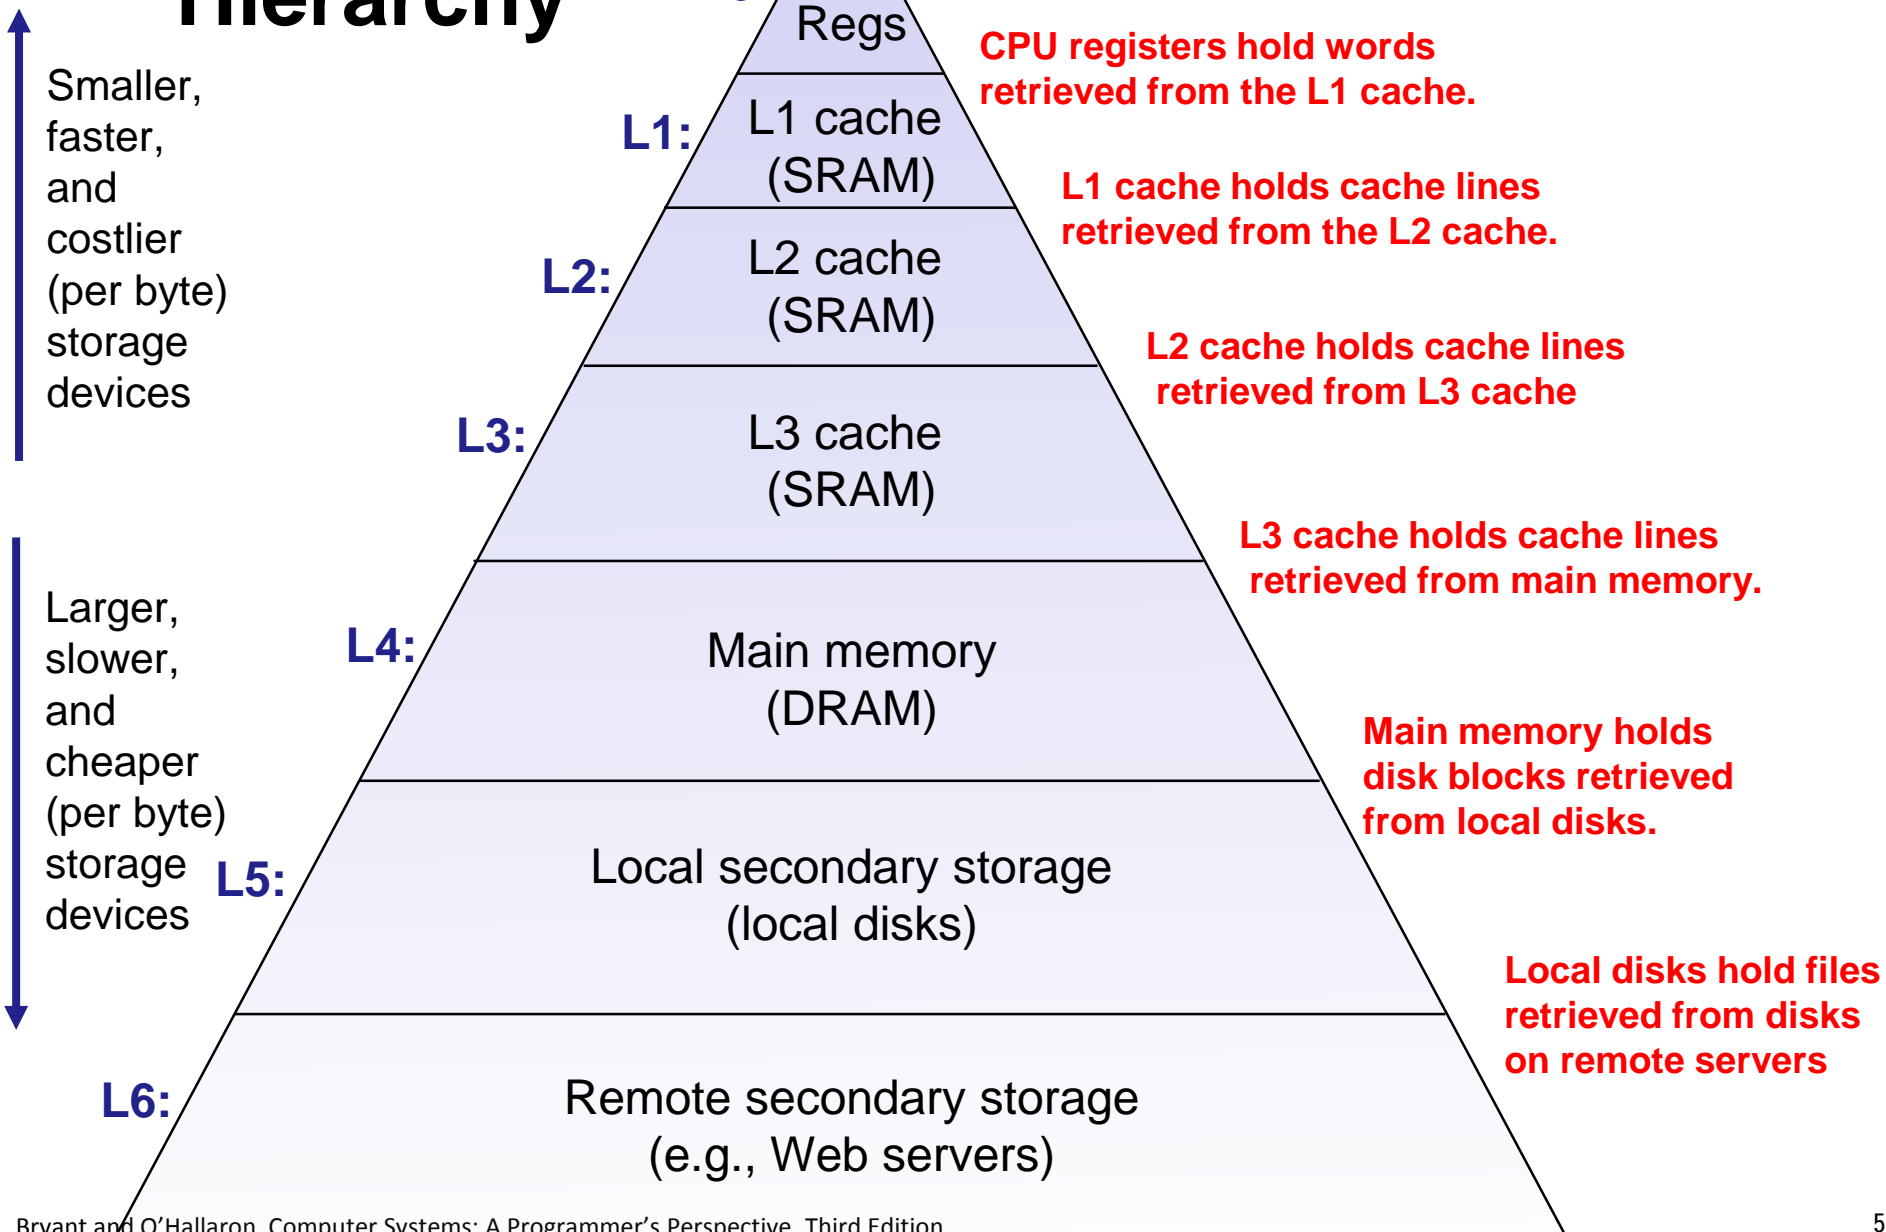 Hierarchy
Regs
CPU registers hold words
retrieved from the L1 cache.
Smaller,
faster,
and
costlier
(per byte)
storage
devices
L1:
L1 cache
(SRAM)
L1 cache holds cache lines
retrieved from the L2 cache.
L2:
L2 cache
(SRAM)
L2 cache holds cache lines
retrieved from L3 cache
L3:
L3 cache
(SRAM)
L3 cache holds cache lines
retrieved from main memory.
Larger,
slower,
and
cheaper
(per byte)
storage
devices
L4:
Main memory
(DRAM)
Main memory holds
disk blocks retrieved
from local disks.
L5:
Local secondary storage
(local disks)
Local disks hold files
retrieved from disks
on remote servers
L6:
Remote secondary storage
(e.g., Web servers)
Bryant and O'Hallaron, Computer Systems: A Programmer's Perspective, Third Edition
5